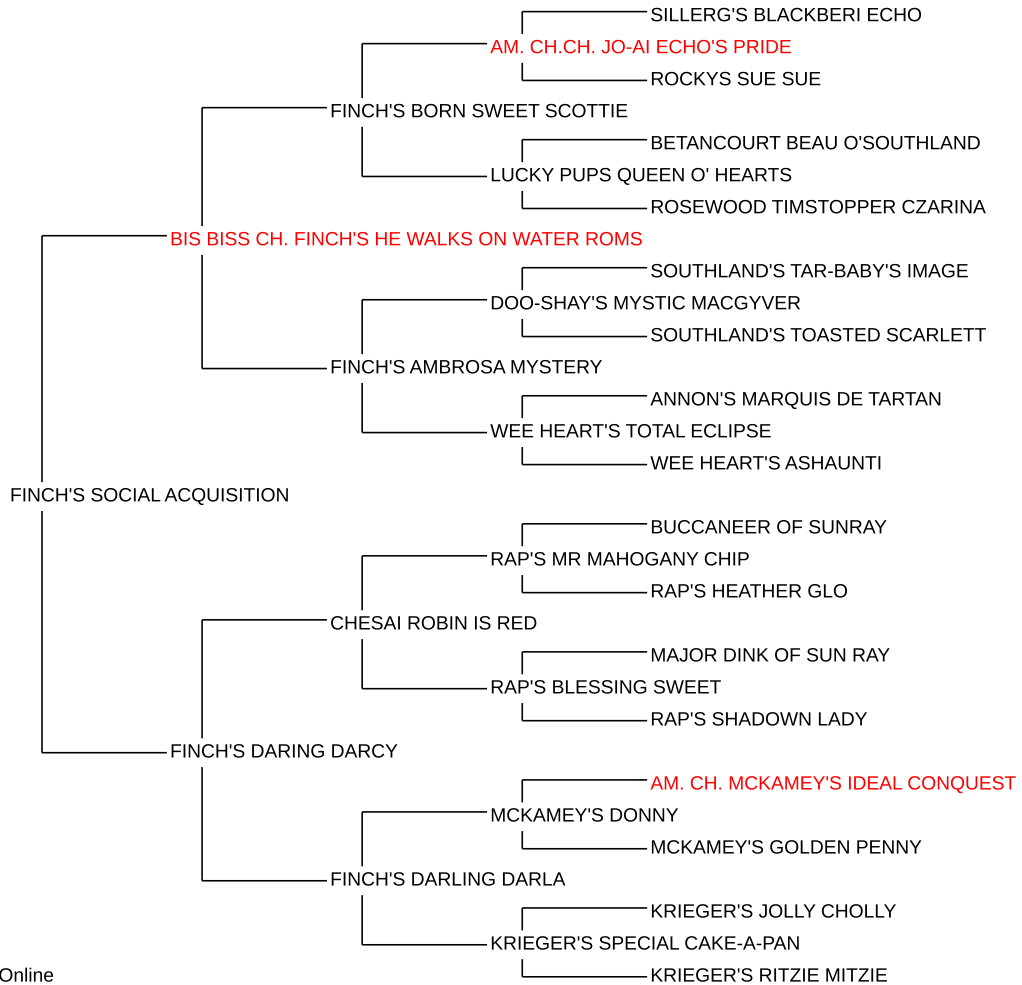 SILLERG'S BLACKBERI ECHO
AM. CH.CH. JO-AI ECHO'S PRIDE
ROCKYS SUE SUE
FINCH'S BORN SWEET SCOTTIE
BETANCOURT BEAU O'SOUTHLAND
LUCKY PUPS QUEEN O' HEARTS
ROSEWOOD TIMSTOPPER CZARINA
BIS BISS CH. FINCH'S HE WALKS ON WATER ROMS
SOUTHLAND'S TAR-BABY'S IMAGE
DOO-SHAY'S MYSTIC MACGYVER
SOUTHLAND'S TOASTED SCARLETT
FINCH'S AMBROSA MYSTERY
ANNON'S MARQUIS DE TARTAN
WEE HEART'S TOTAL ECLIPSE
WEE HEART'S ASHAUNTI
FINCH'S SOCIAL ACQUISITION
BUCCANEER OF SUNRAY
RAP'S MR MAHOGANY CHIP
RAP'S HEATHER GLO
CHESAI ROBIN IS RED
MAJOR DINK OF SUN RAY
RAP'S BLESSING SWEET
RAP'S SHADOWN LADY
FINCH'S DARING DARCY
AM. CH. MCKAMEY'S IDEAL CONQUEST
MCKAMEY'S DONNY
MCKAMEY'S GOLDEN PENNY
FINCH'S DARLING DARLA
KRIEGER'S JOLLY CHOLLY
KRIEGER'S SPECIAL CAKE-A-PAN
KRIEGER'S RITZIE MITZIE
Online